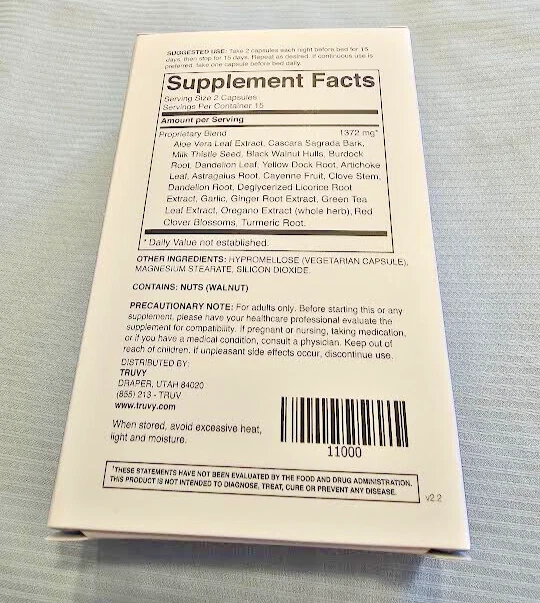 SUGGESTED USE: Take 2 capsules each night before bed for 15
days, then stop for 15 days. Repeat as desired. If continuous use is
preferred, take one capsule before bed daily.
Supplement Facts
Serving Size 2 Capsules
Servings Per Container 15
Amount per Serving
Proprietary Blend 1372 mg*
Aloe Vera Leaf Extract, Cascara Sagrada Bark,
Milk Thistle Seed, Black Walnut Hulls, Burdock
Root, Dandelion Leaf, Yellow Dock Root, Artichoke
Leaf, Astragalus Root, Cayenne Fruit, Clove Stem,
Dandelion Root, Deglycerized Licorice Root
Extract, Garlic, Ginger Root Extract, Green Tea
Leaf Extract, Oregano Extract (whole herb), Red
Clover Blossoms, Turmeric Root.
* Daily Value not established.
OTHER INGREDIENTS: HYPROMELLOSE (VEGETARIAN CAPSULE),
MAGNESIUM STEARATE, SILICON DIOXIDE.
CONTAINS: NUTS (WALNUT)
PRECAUTIONARY NOTE: For adults only. Before starting this or any
supplement, please have your healthcare professional evaluate the
supplement for compatibility. If pregnant or nursing, taking medication,
or if you have a medical condition, consult a physician. Keep out of
reach of children. If unpleasant side effects occur, discontinue use.
DISTRIBUTED BY:
TRUVY
DRAPER, UTAH 84020
(855) 213 - TRUV
www.truvy.com
When stored, avoid excessive heat,
light and moisture.
11000
†THESE STATEMENTS HAVE NOT BEEN EVALUATED BY THE FOOD AND DRUG ADMINISTRATION.
THIS PRODUCT IS NOT INTENDED TO DIAGNOSE, TREAT, CURE OR PREVENT ANY DISEASE.
v2.2